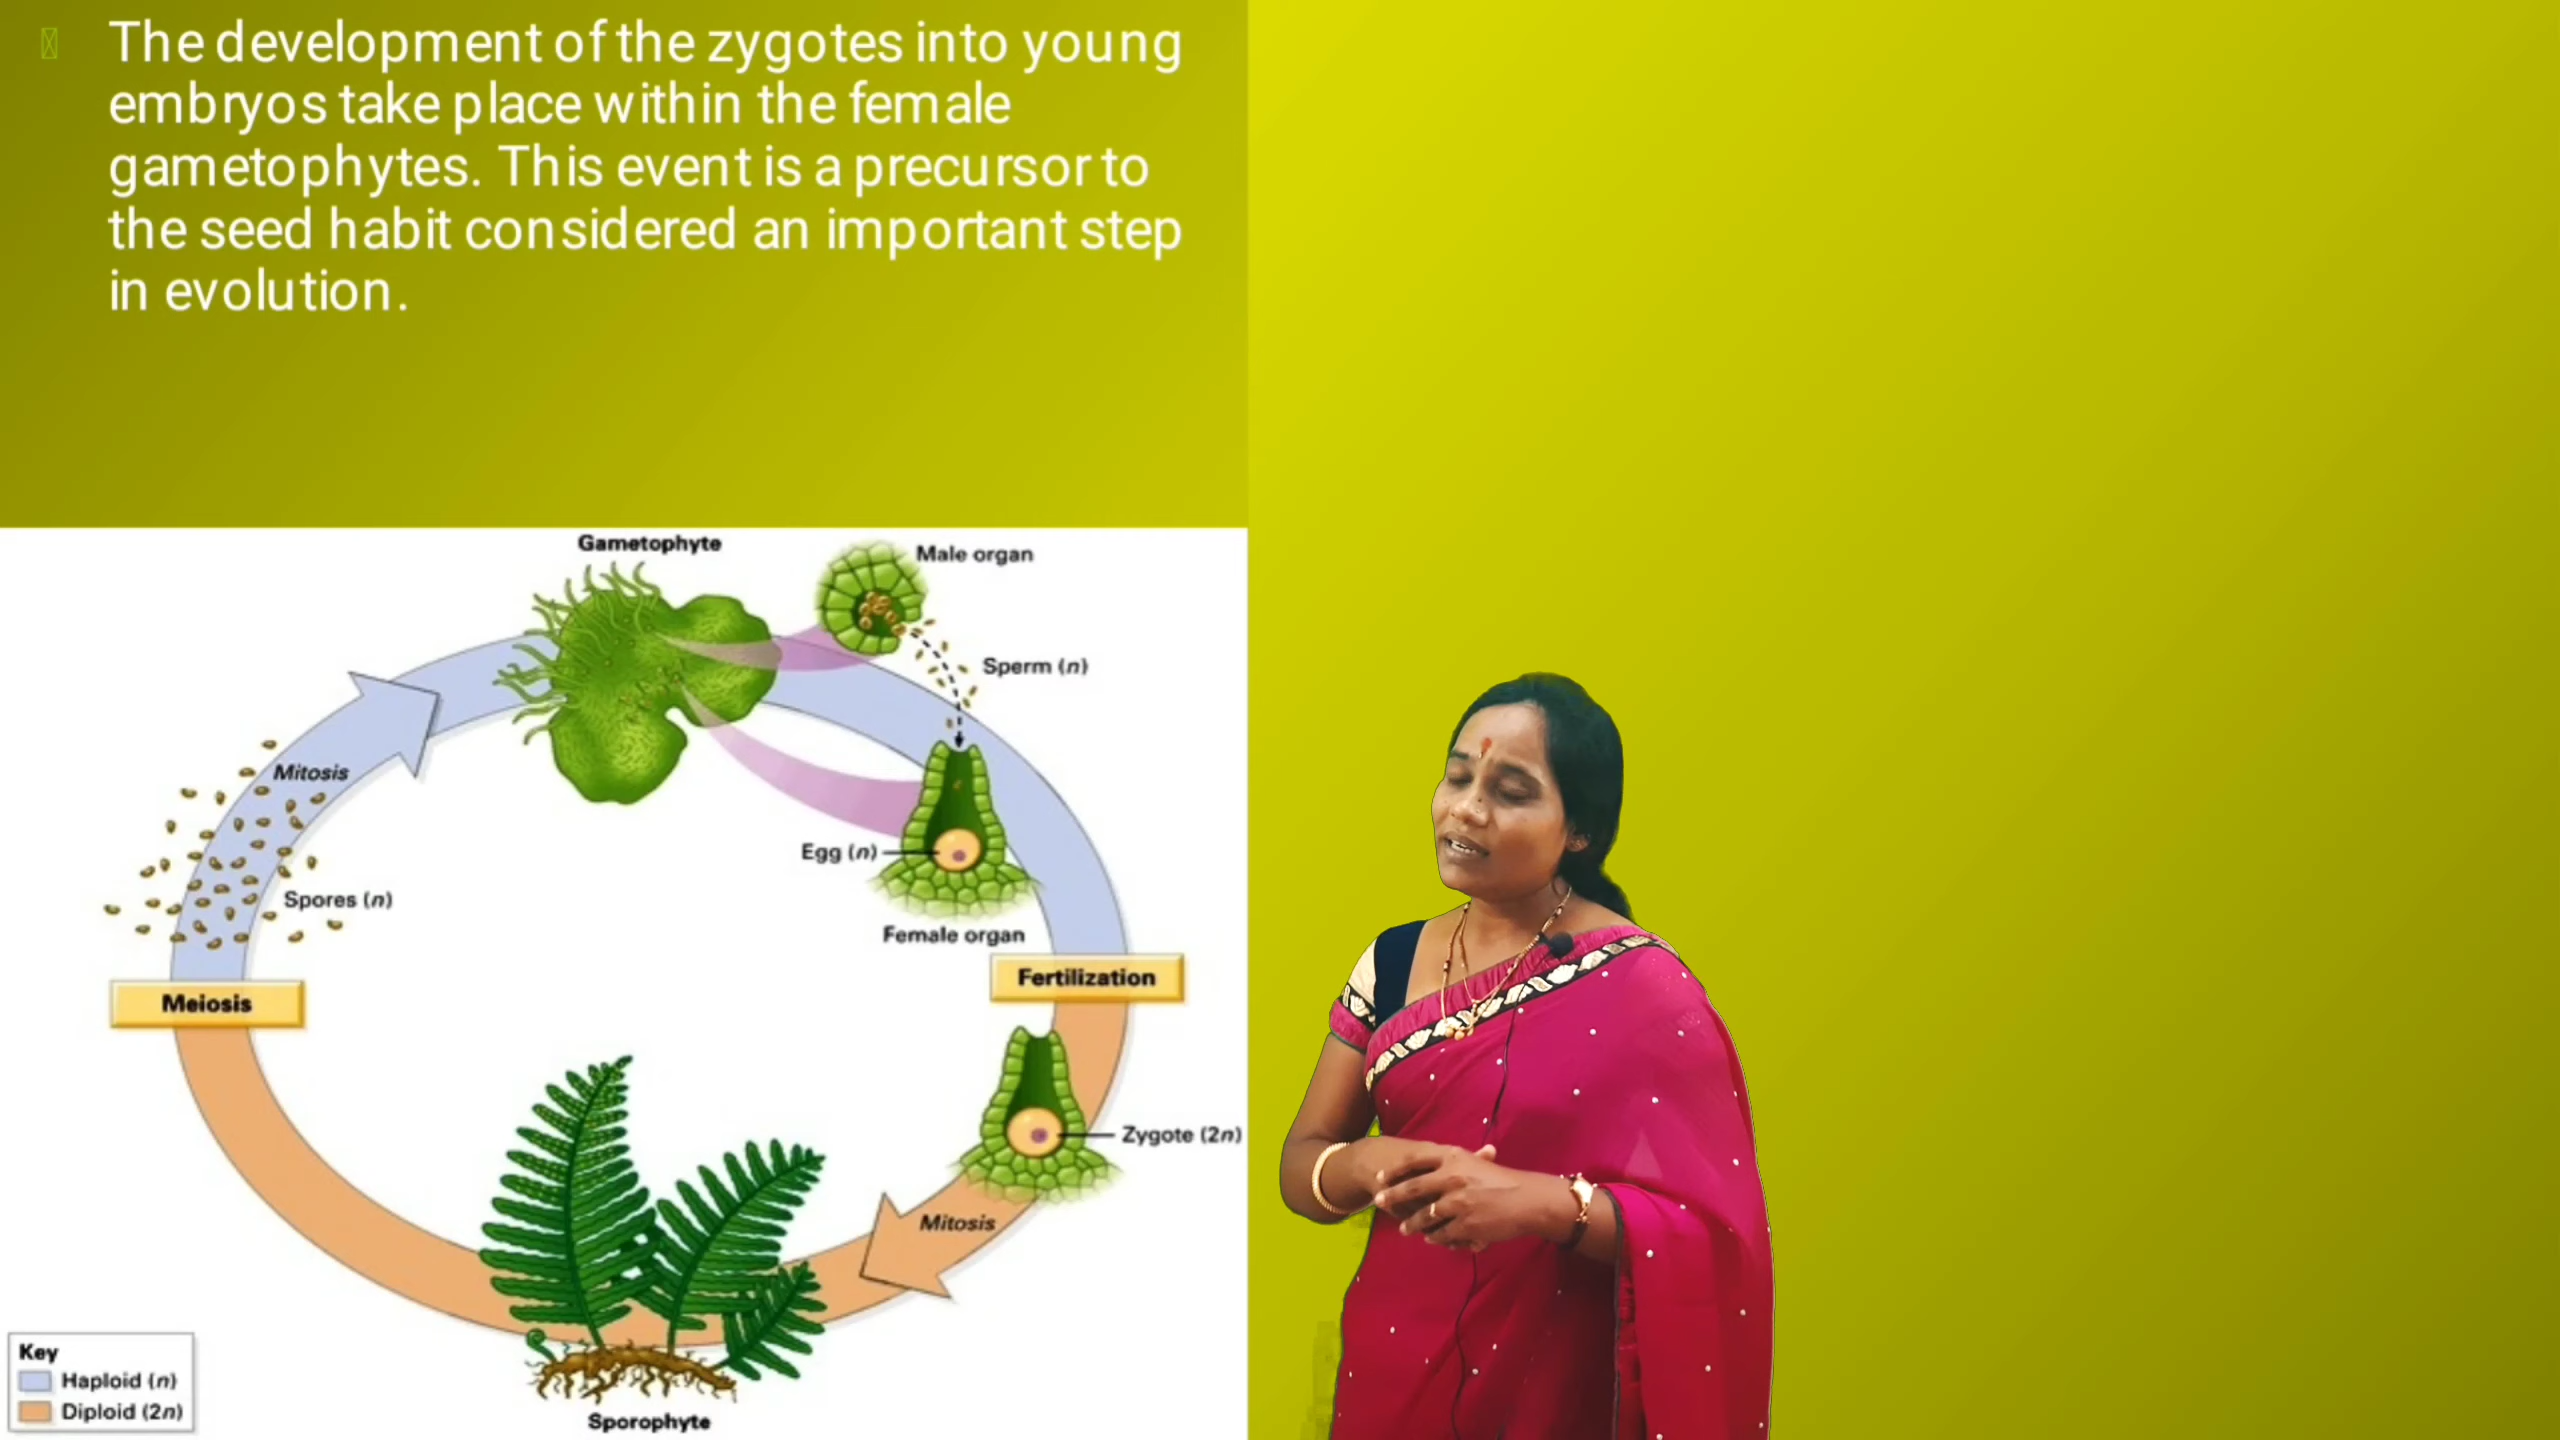 The development of the zygotes into young
embryos take place within the female
gametophytes. This event is a precursor to
the seed habit considered an important step
in evolution.
Gametophyte
Male organ
Sperm (n)
Mitosis
Egg (n)
Spores (n)
Female organ
Fertilization
Meiosis
Zygote (2n)
Mitosis
Key
Haploid (n)
Diploid (2n)
Sporophyte